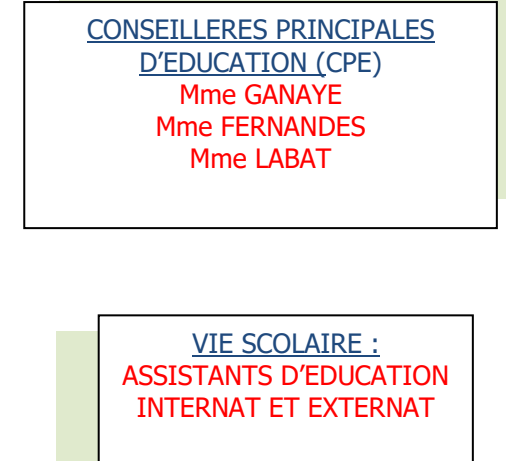 CONSEILLERES PRINCIPALES
D’EDUCATION (CPE)
Mme GANAYE
Mme FERNANDES
Mme LABAT
VIE SCOLAIRE :
ASSISTANTS D’EDUCATION
INTERNAT ET EXTERNAT